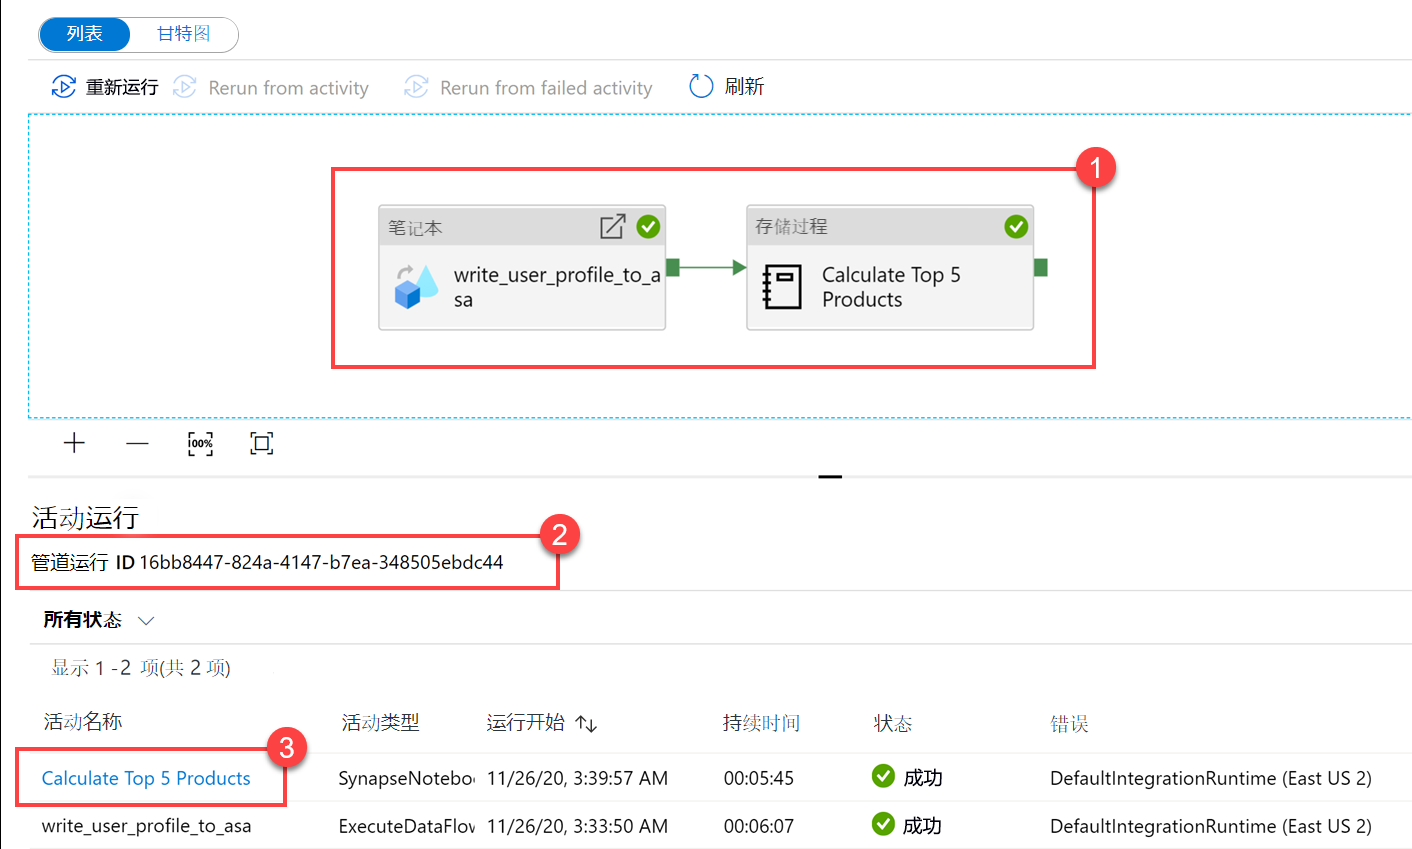 列表 甘特图
重新运行 Rerun from activity Rerun from failed activity 刷新
1
笔记本
write_user_profile_to_a
sa
存储过程
Calculate Top 5
Products
100%
活动运行
2
管道运行 ID 16bb8447-824a-4147-b7ea-348505ebdc44
所有状态
显示 1 -2 项(共 2 项)
活动名称 活动类型 运行开始 持续时间 状态 错误
3
Calculate Top 5 Products SynapseNoteboo 11/26/20, 3:39:57 AM 00:05:45 成功 DefaultIntegrationRuntime (East US 2)
write_user_profile_to_asa ExecuteDataFlow 11/26/20, 3:33:50 AM 00:06:07 成功 DefaultIntegrationRuntime (East US 2)